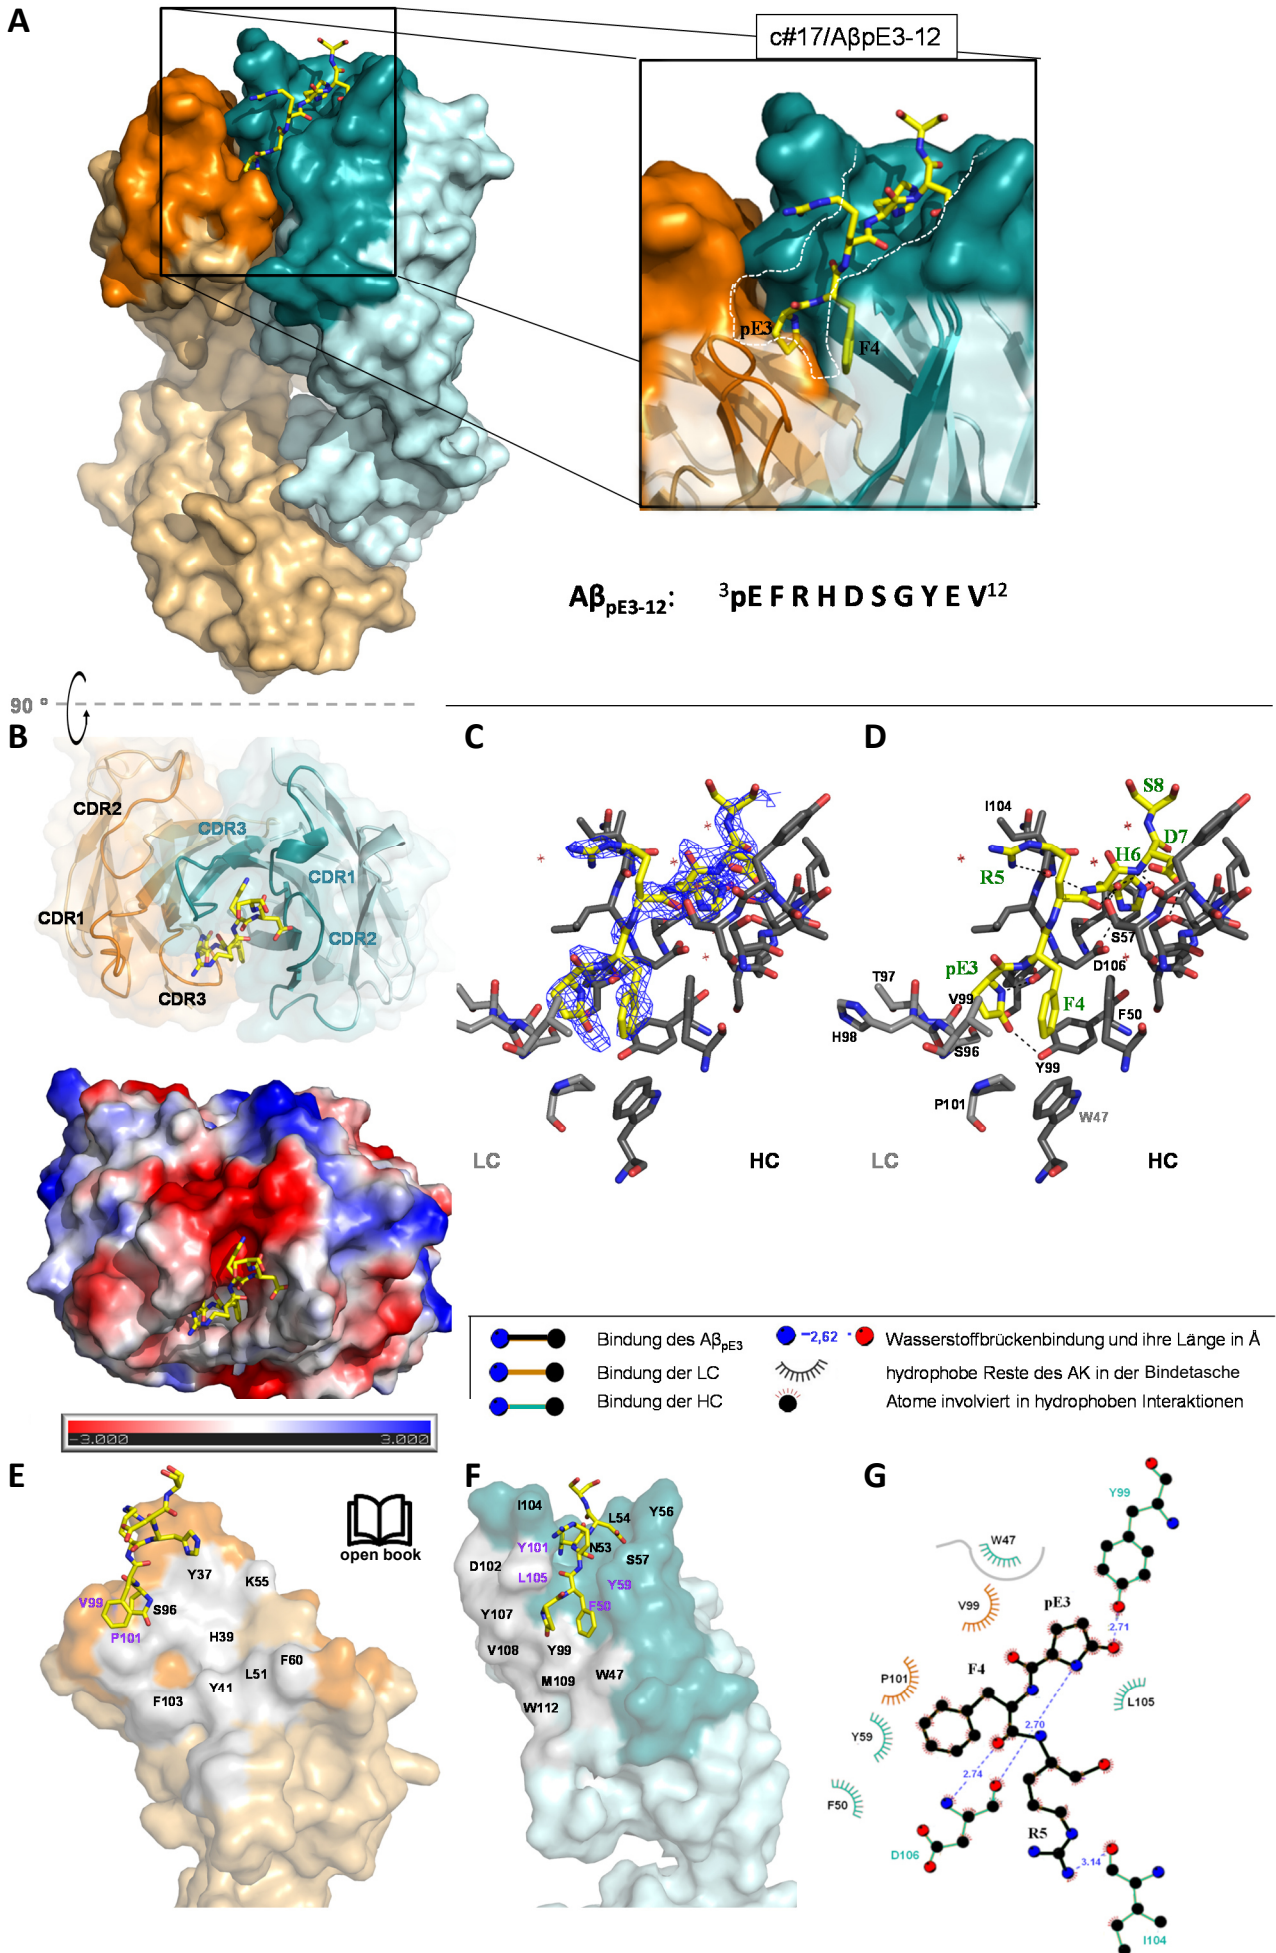 A
c#17/AβpE3-12
pE3
F4
AβpE3-12: ³pE F R H D S G Y E V¹²
90 °
B
CDR2
CDR3
CDR1
CDR1
CDR2
CDR3
-3.000 3.000
C
LC
HC
D
S8
I104
D7
H6
R5
S57
D106
pE3
T97
V99
F4
F50
H98
S96
Y99
P101
W47
LC
HC
Bindung des AβpE3
Bindung der LC
Bindung der HC
2,62
Wasserstoffbrückenbindung und ihre Länge in Å
hydrophobe Reste des AK in der Bindetasche
Atome involviert in hydrophoben Interaktionen
E
open book
Y37
K55
V99
S96
P101
H39
F60
L51
Y41
F103
F
I104
Y56
L54
Y101
N53
D102
S57
L105
Y59
F50
Y107
V108
Y99
M109
W47
W112
G
Y99
W47
V99
pE3
2.71
F4
P101
L105
Y59
2.70
2.74
F50
R5
D106
3.14
I104